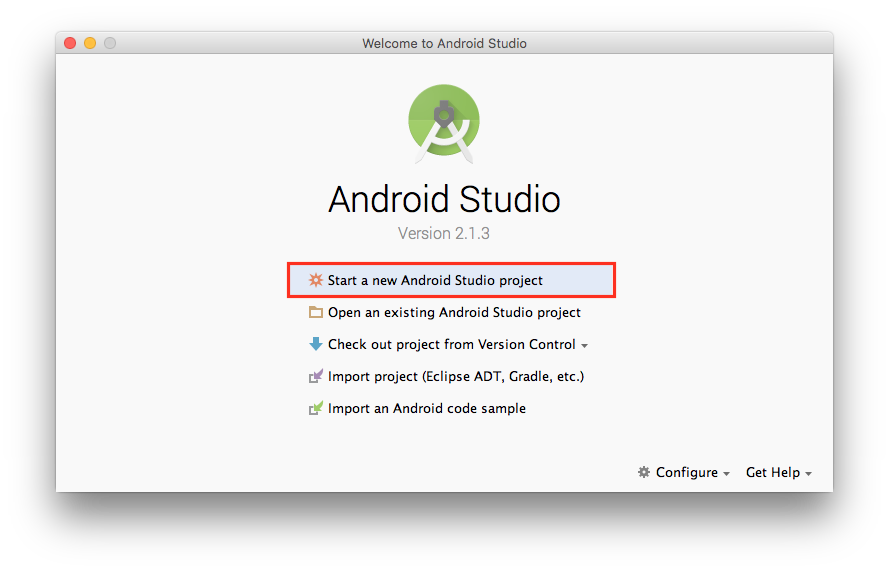 Welcome to Android Studio
Android Studio
Version 2.1.3
Start a new Android Studio project
Open an existing Android Studio project
Check out project from Version Control
Import project (Eclipse ADT, Gradle, etc.)
Import an Android code sample
Configure Get Help